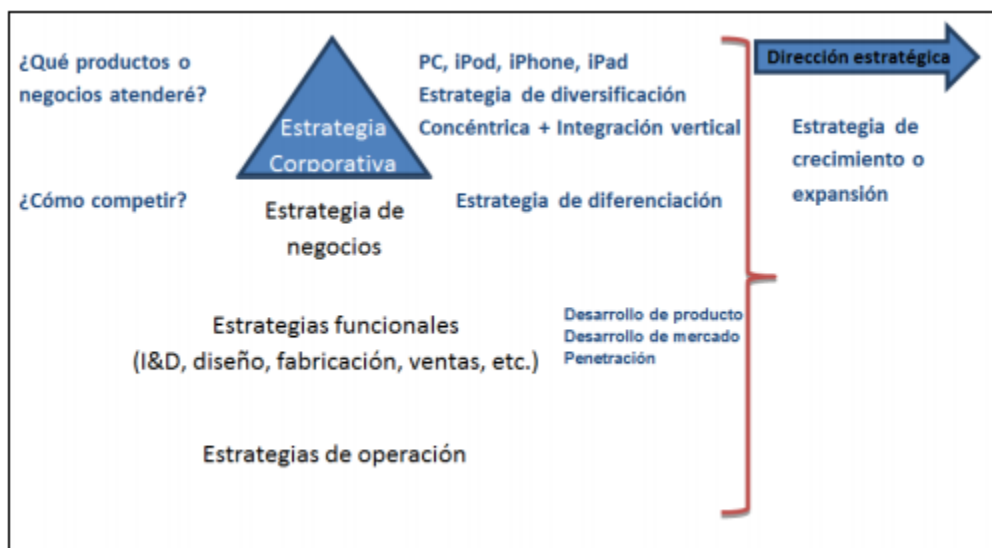 ¿Qué productos o
negocios atenderé?
Estrategia
Corporativa
PC, iPod, iPhone, iPad
Estrategia de diversificación
Concéntrica + Integración vertical
Dirección estratégica
Estrategia de
crecimiento o
expansión
¿Cómo competir?
Estrategia de
negocios
Estrategia de diferenciación
Estrategias funcionales
(I&D, diseño, fabricación, ventas, etc.)
Desarrollo de producto
Desarrollo de mercado
Penetración
Estrategias de operación